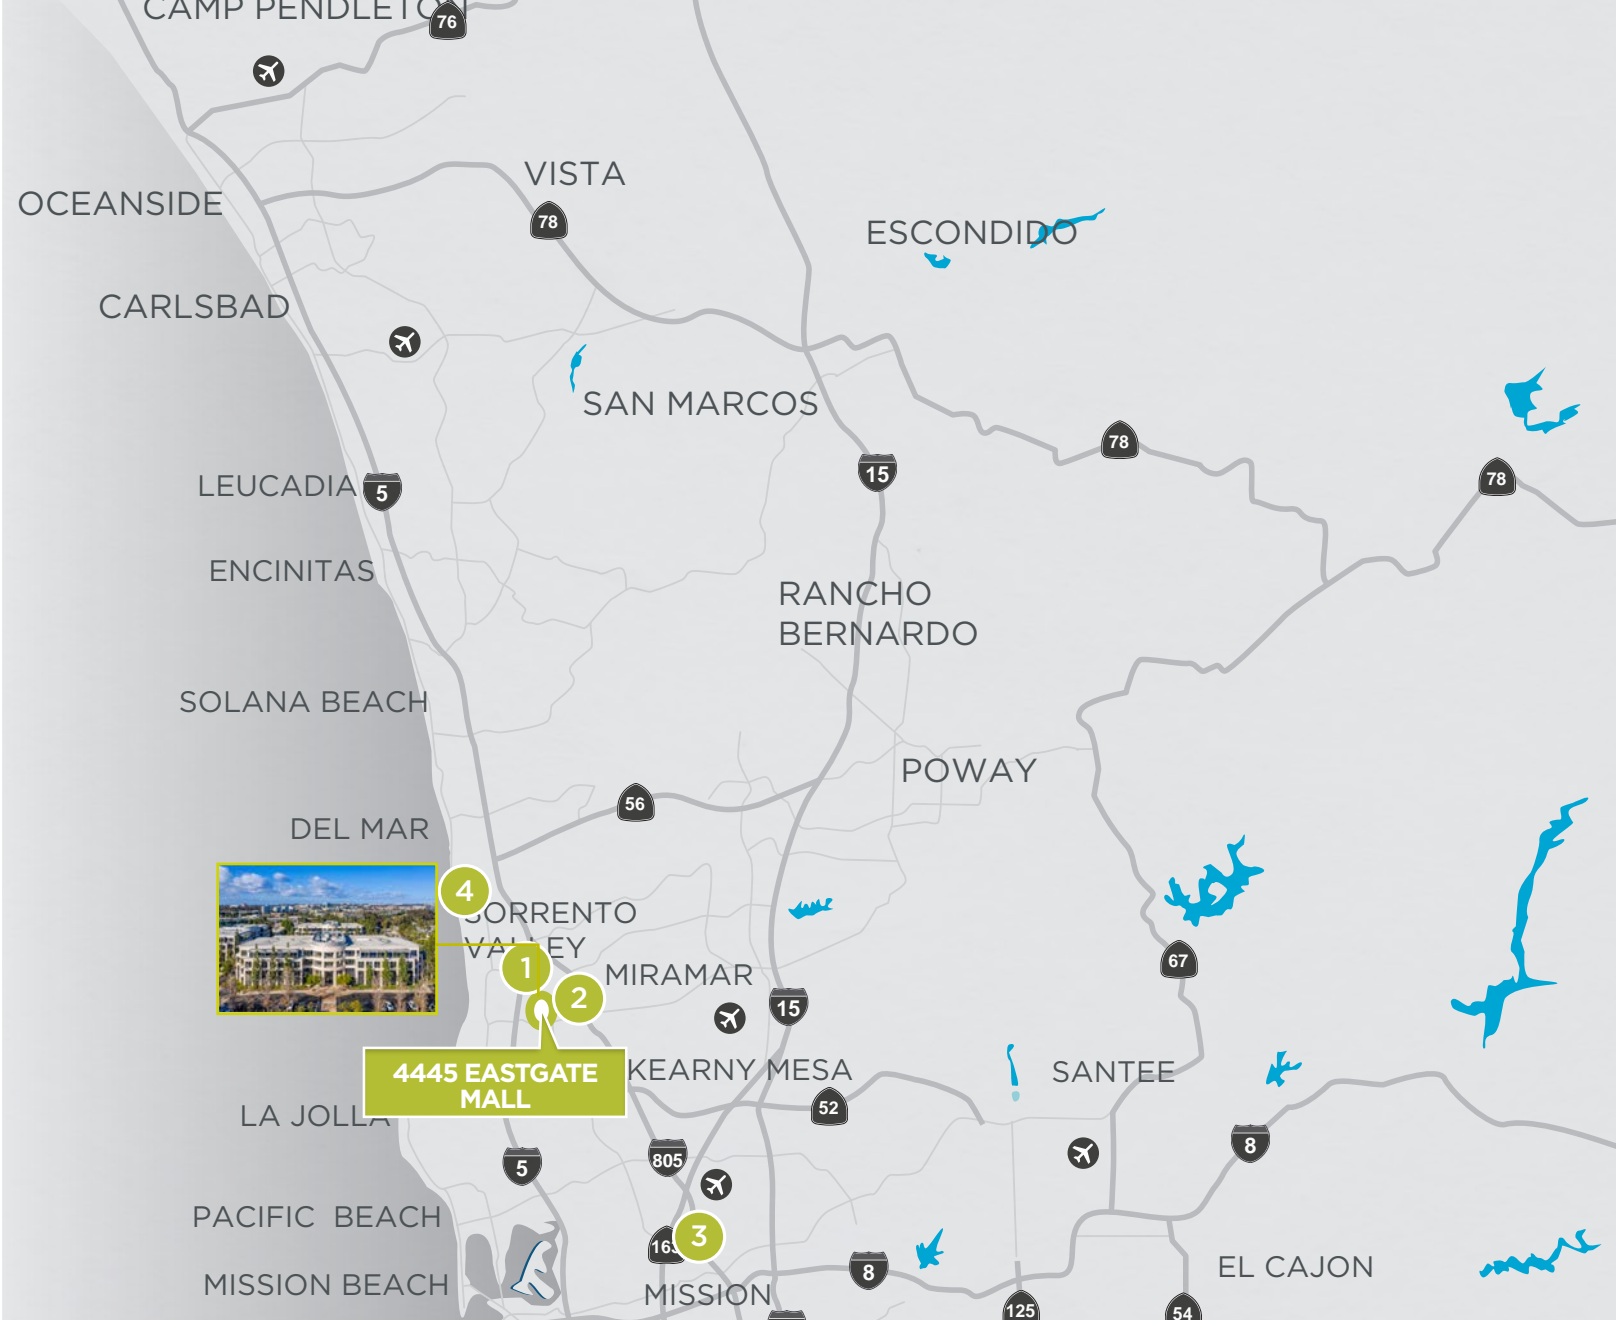 CAMP PENDLETON
76
VISTA
OCEANSIDE
78
ESCONDIDO
CARLSBAD
SAN MARCOS
78
15
78
LEUCADIA
5
ENCINITAS
RANCHO
BERNARDO
SOLANA BEACH
POWAY
56
DEL MAR
4
SORRENTO
VALLEY
1
2
MIRAMAR
67
15
4445 EASTGATE
MALL
KEARNY MESA
SANTEE
52
LA JOLLA
8
5
805
PACIFIC BEACH
3
8
EL CAJON
MISSION BEACH
MISSION
125
54